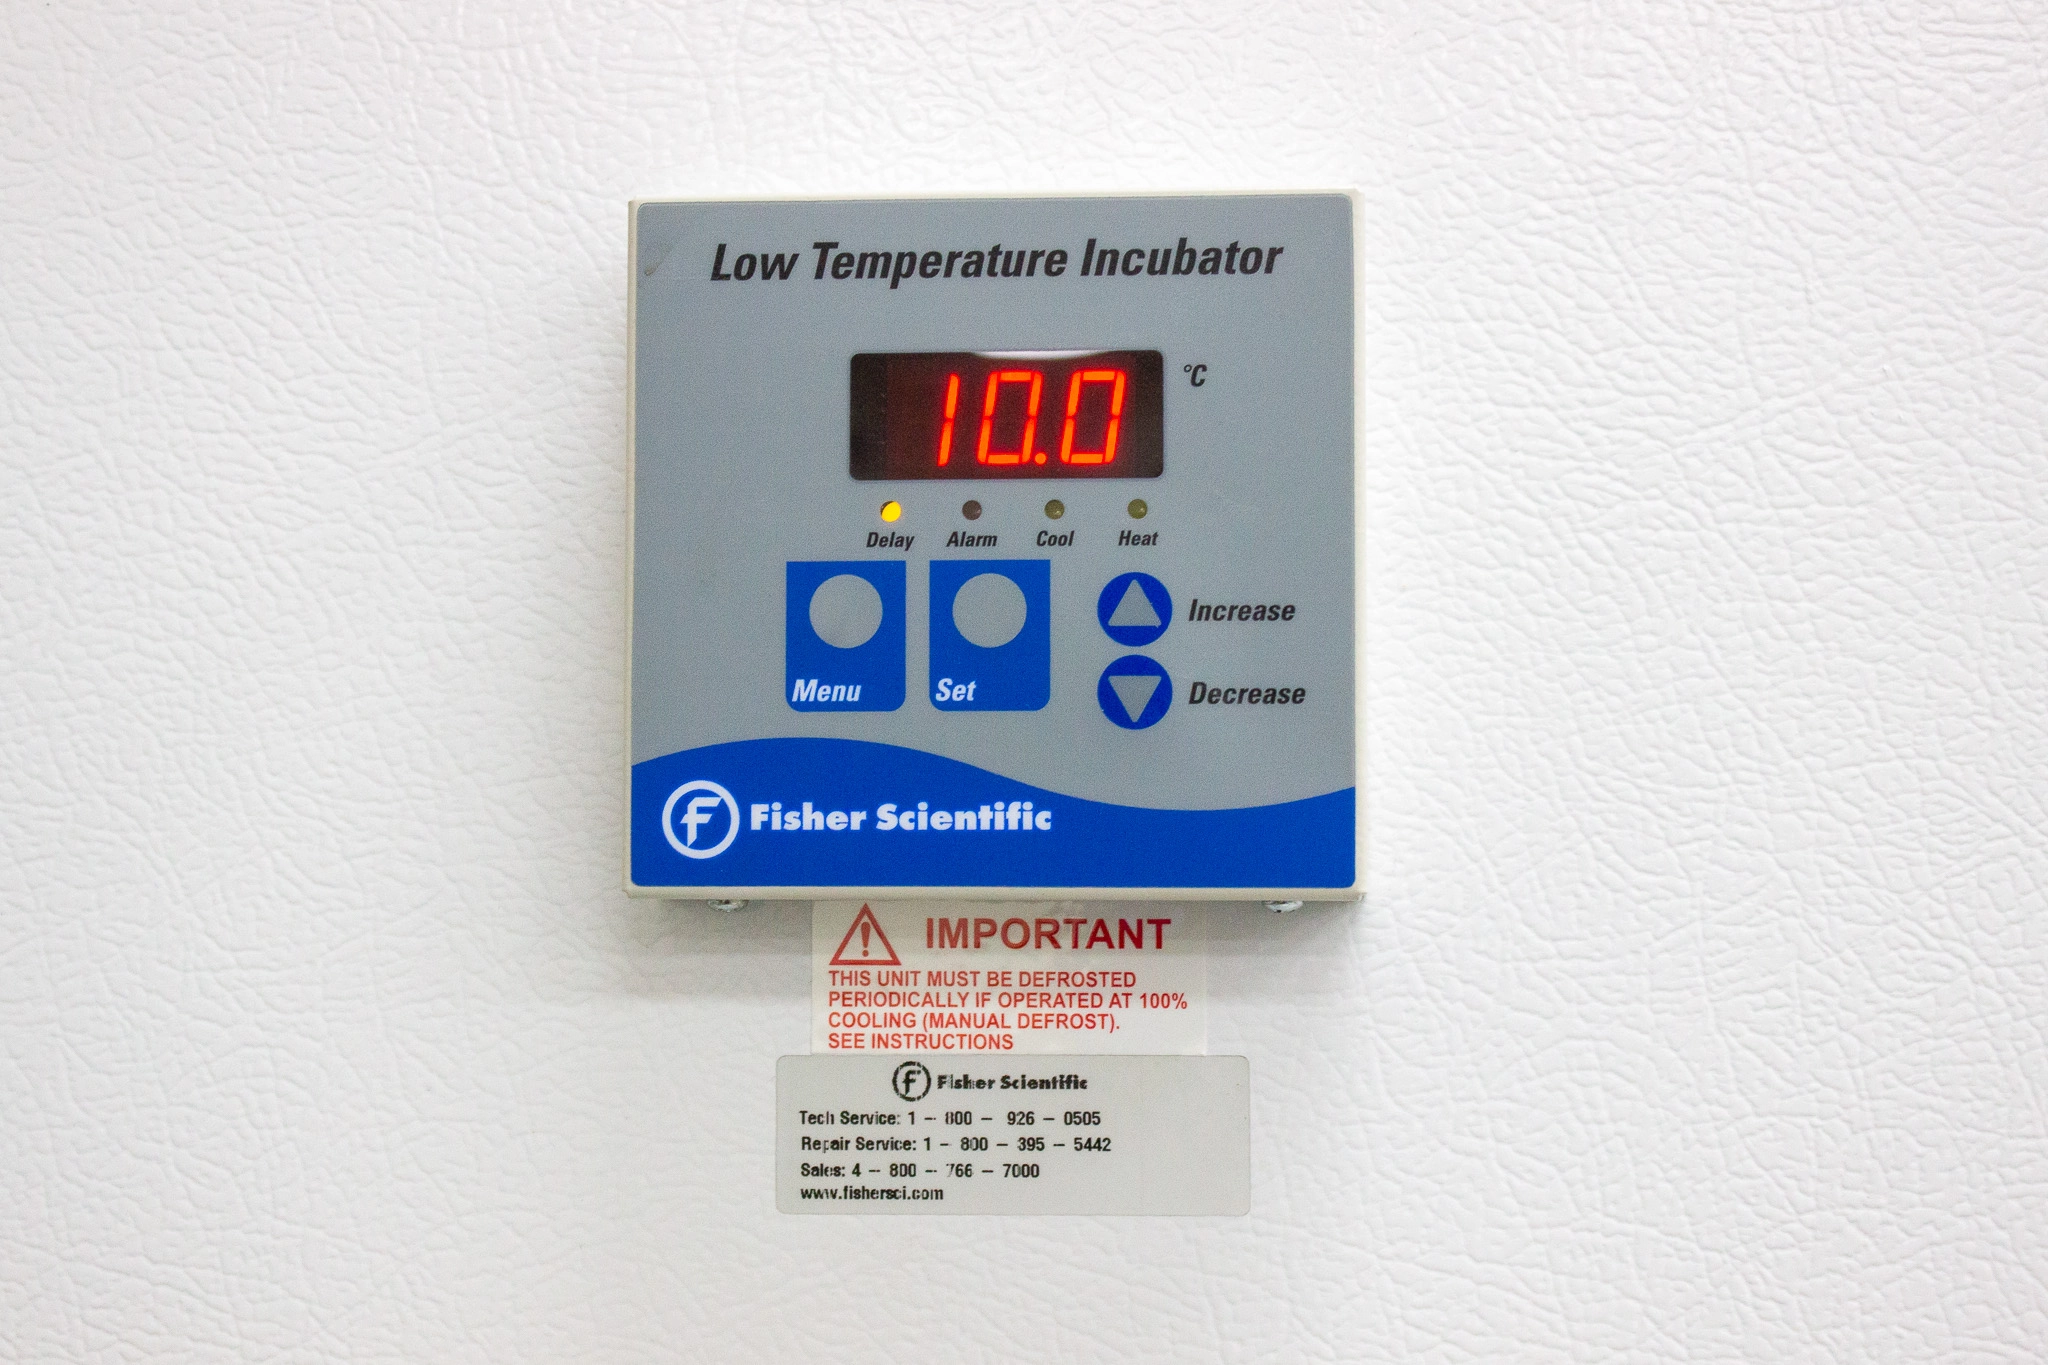 Low Temperature Incubator
10.0 °C
Delay Alarm Cool Heat
Menu Set
Increase
Decrease
F Fisher Scientific
IMPORTANT
THIS UNIT MUST BE DEFROSTED
PERIODICALLY IF OPERATED AT 100%
COOLING (MANUAL DEFROST).
SEE INSTRUCTIONS
F Fisher Scientific
Tech Service: 1 – 800 – 926 – 0505
Repair Service: 1 – 800 – 395 – 5442
Sales: 4 – 800 – 766 – 7000
www.fishersci.com